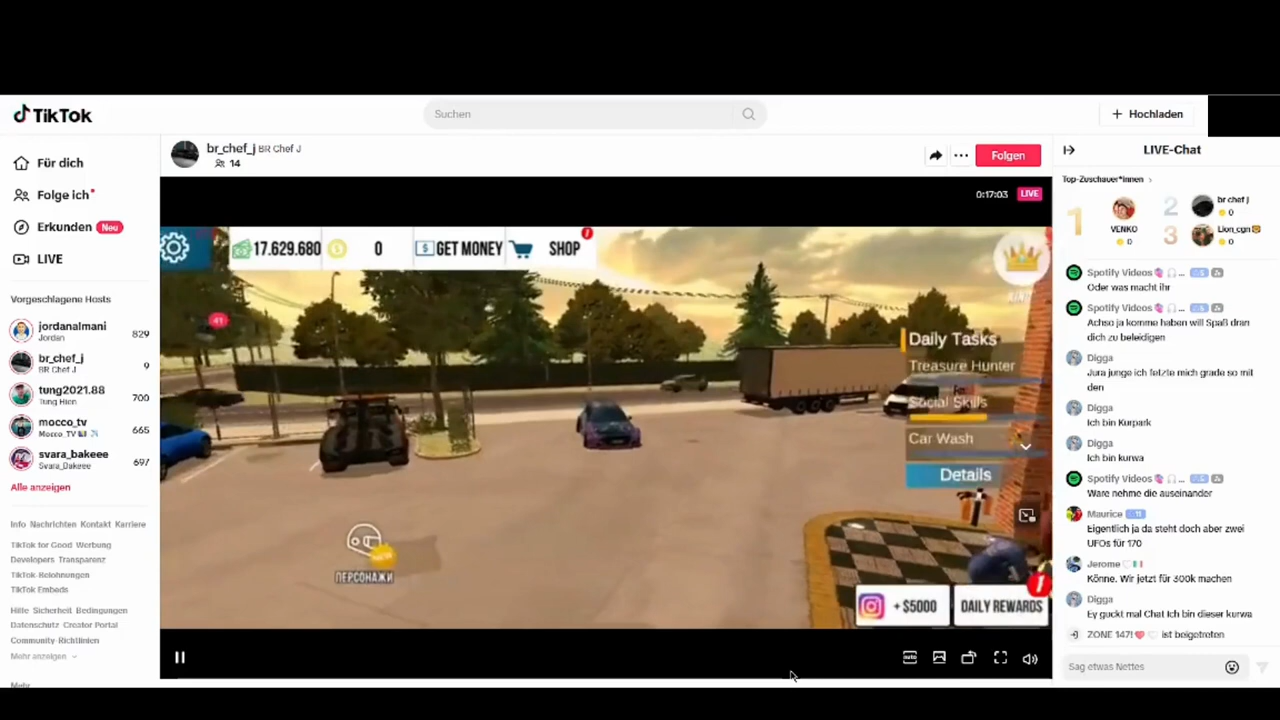 TikTok
Suchen
Hochladen
Für dich
Folge ich
Erkunden Neu
LIVE
Vorgeschlagene Hosts
jordanalmani
Jordan
829
br_chef_j
BR Chef J
9
tung2021.88
Tung Hien
700
mocco_tv
Mocco_TV
665
svara_bakeee
Svara_Bakeee
697
Alle anzeigen
Info Nachrichten Kontakt Karriere
TikTok for Good Werbung
Developers Transparenz
TikTok-Belohnungen
TikTok Embeds
Hilfe Sicherheit Bedingungen
Datenschutz Creator Portal
Community-Richtlinien
Mehr anzeigen
Mehr
br_chef_j BR Chef J
14
Folgen
0:17:03 LIVE
17.629.680
0
GET MONEY
SHOP
41
Daily Tasks
Treasure Hunter
Social Skills
Car Wash
Details
NEW
ПЕРСОНАЖИ
+ $5000
DAILY REWARDS
1
auto
LIVE-Chat
Top-Zuschauer*innen
1
VENKO
0
2
br chef j
0
3
Lion_cgn
0
Spotify Videos ...
Oder was macht ihr
Spotify Videos ...
Achso ja komme haben will Spaß dran
dich zu beleidigen
Digga
Jura junge ich fetzte mich grade so mit
den
Digga
Ich bin Kurpark
Digga
Ich bin kurwa
Spotify Videos ...
Ware nehme die auseinander
Maurice 11
Eigentlich ja da steht doch aber zwei
UFOs für 170
Jerome
Könne. Wir jetzt für 300k machen
Digga
Ey guckt mal Chat Ich bin dieser kurwa
ZONE 147! ist beigetreten
Sag etwas Nettes